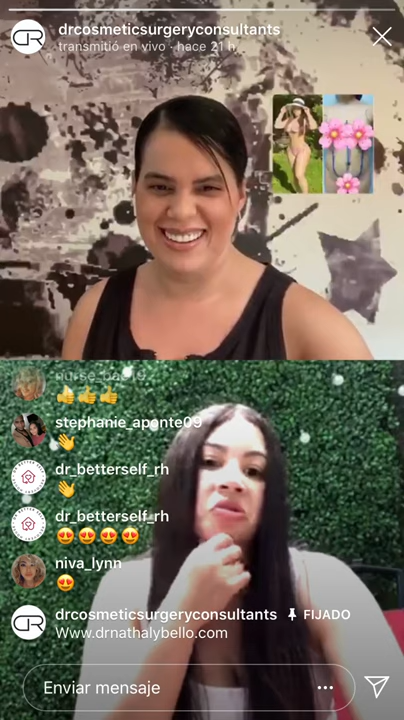 drcosmeticsurgeryconsultants
transmitió en vivo · hace 21 h
👍👍👍
stephanie_aponte09
👋
dr_betterself_rh
👋
dr_betterself_rh
😍😍😍😍
niva_lynn
😍
drcosmeticsurgeryconsultants FIJADO
Www.drnathalybello.com
Enviar mensaje